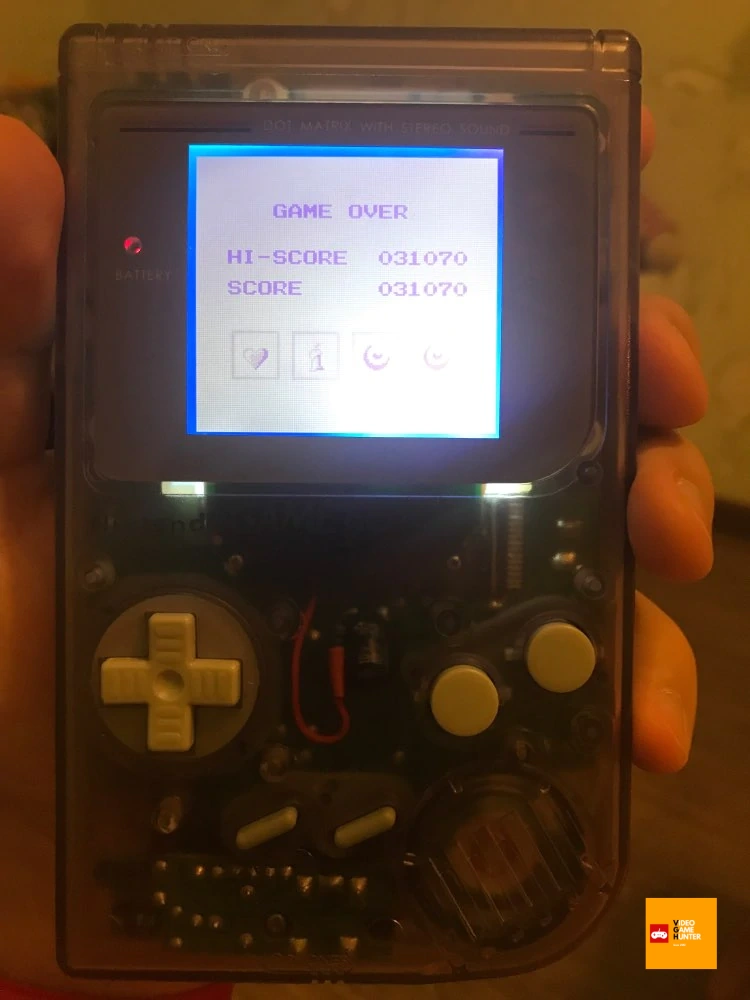 DOT MATRIX WITH STEREO SOUND
GAME OVER
HI-SCORE 031070
SCORE 031070
BATTERY
VIDEO
GAME
HUNTER